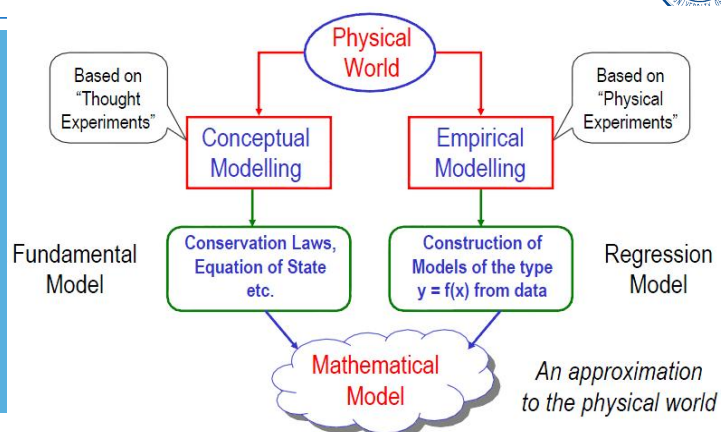 Physical
World
Based on
“Thought
Experiments”
Based on
“Physical
Experiments”
Conceptual
Modelling
Empirical
Modelling
Fundamental
Model
Conservation Laws,
Equation of State
etc.
Construction of
Models of the type
y = f(x) from data
Regression
Model
Mathematical
Model
An approximation
to the physical world